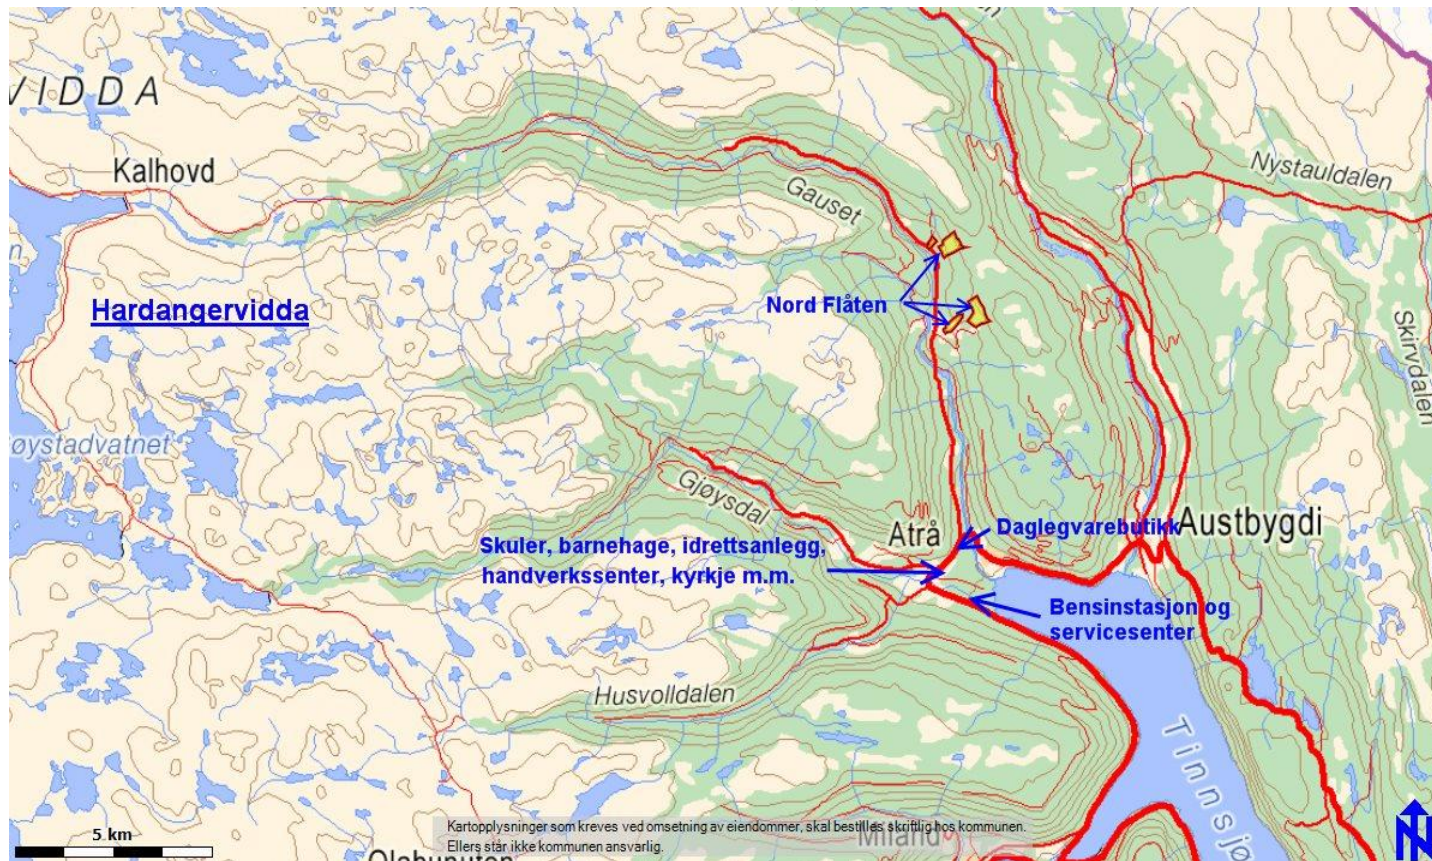 VIDDA
Kalhovd
Nystauldalen
Gauset
Hardangervidda
Nord Flåten
Skirvdalen
øystadvatnet
Gjøysdal
Atrå
Daglegvarebutikk
Austbygdi
Skuler, barnehage, idrettsanlegg,
handverkssenter, kyrkje m.m.
Bensinstasjon og
servicesenter
Husvolldalen
Tinnsjø
5 km
Kartopplysninger som kreves ved omsetning av eiendommer, skal bestilles skriftlig hos kommunen.
Ellers står ikke kommunen ansvarlig.
Miland
N